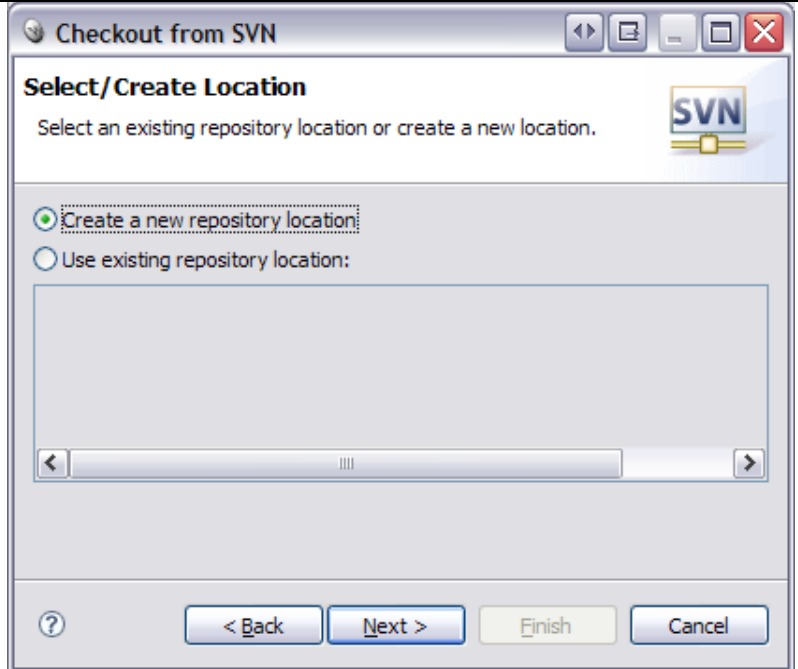 Checkout from SVN
Select/Create Location
Select an existing repository location or create a new location.
SVN
Create a new repository location
Use existing repository location:
?
< Back
Next >
Finish
Cancel